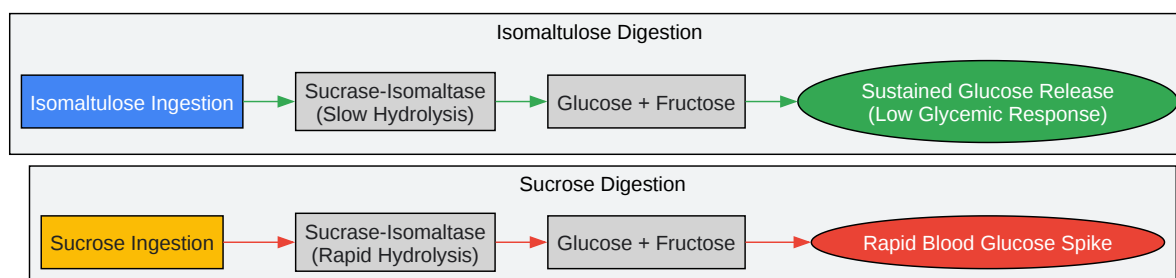 Isomaltulose Digestion
Isomaltulose Ingestion
Sucrase-Isomaltase
(Slow Hydrolysis)
Glucose + Fructose
Sustained Glucose Release
(Low Glycemic Response)
Sucrose Digestion
Sucrose Ingestion
Sucrase-Isomaltase
(Rapid Hydrolysis)
Glucose + Fructose
Rapid Blood Glucose Spike